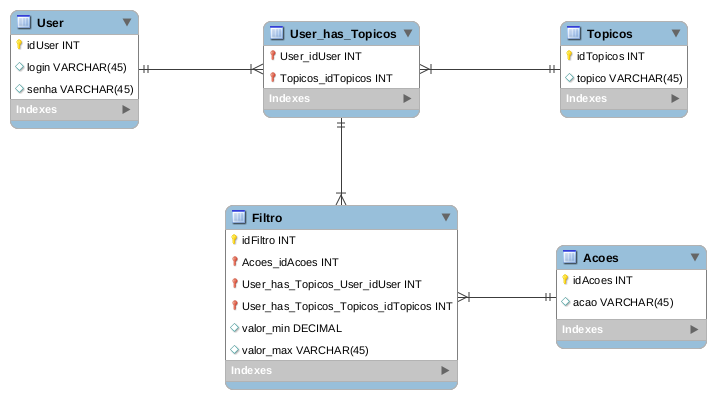 User
idUser INT
login VARCHAR(45)
senha VARCHAR(45)
Indexes
User_has_Topicos
User_idUser INT
Topicos_idTopicos INT
Indexes
Topicos
idTopicos INT
topico VARCHAR(45)
Indexes
Filtro
idFiltro INT
Acoes_idAcoes INT
User_has_Topicos_User_idUser INT
User_has_Topicos_Topicos_idTopicos INT
valor_min DECIMAL
valor_max VARCHAR(45)
Indexes
Acoes
idAcoes INT
acao VARCHAR(45)
Indexes